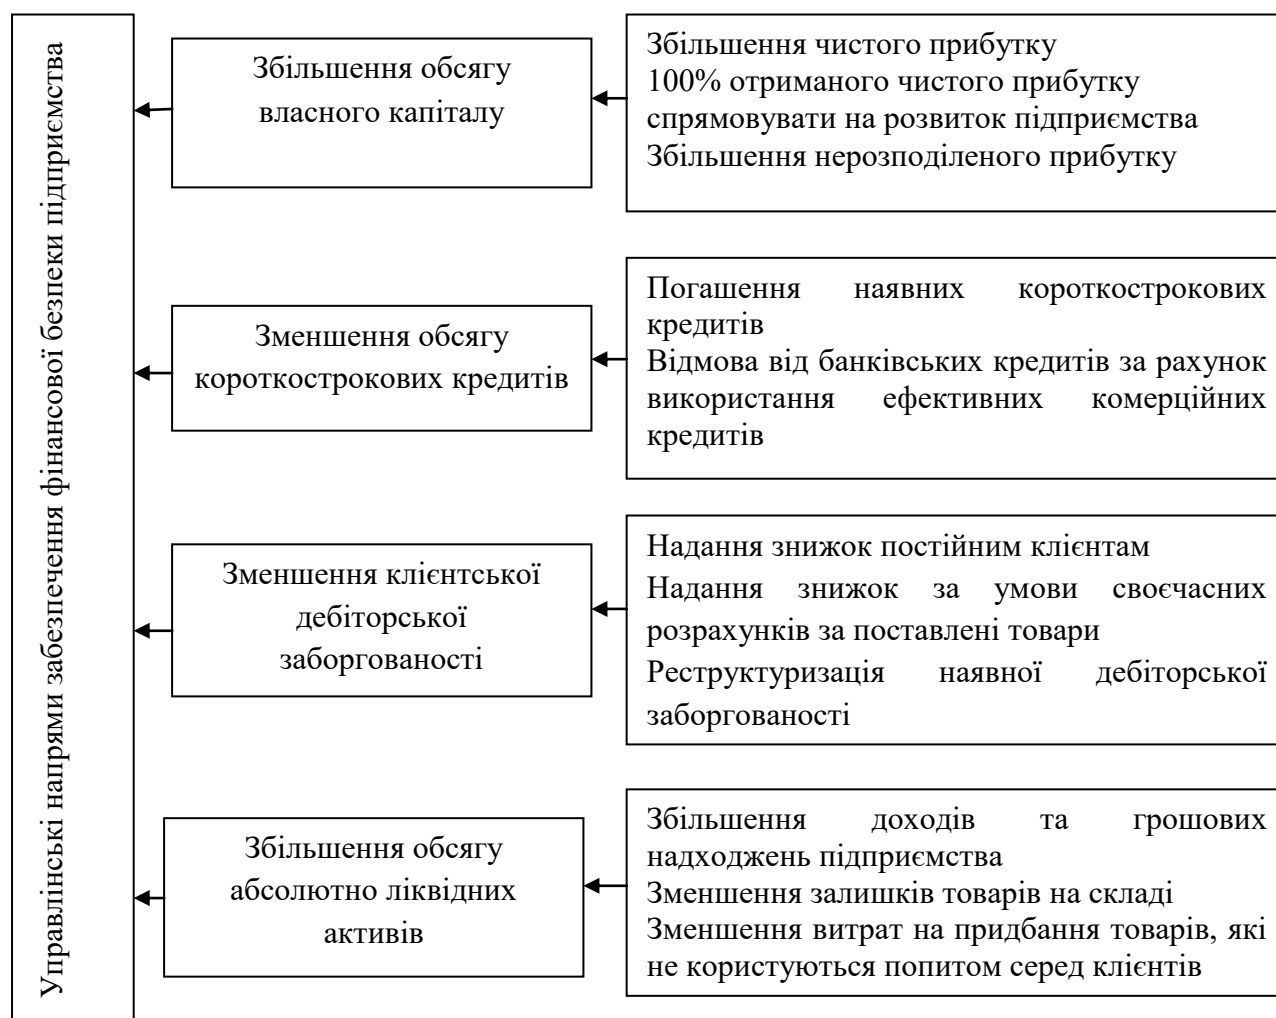 Управлінські напрями забезпечення фінансової безпеки підприємства
Збільшення обсягу
власного капіталу
Збільшення чистого прибутку
100% отриманого чистого прибутку
спрямовувати на розвиток підприємства
Збільшення нерозподіленого прибутку
Зменшення обсягу
короткострокових кредитів
Погашення наявних короткострокових
кредитів
Відмова від банківських кредитів за рахунок
використання ефективних комерційних
кредитів
Зменшення клієнтської
дебіторської
заборгованості
Надання знижок постійним клієнтам
Надання знижок за умови своєчасних
розрахунків за поставлені товари
Реструктуризація наявної дебіторської
заборгованості
Збільшення обсягу
абсолютно ліквідних
активів
Збільшення доходів та грошових
надходжень підприємства
Зменшення залишків товарів на складі
Зменшення витрат на придбання товарів, які
не користуються попитом серед клієнтів